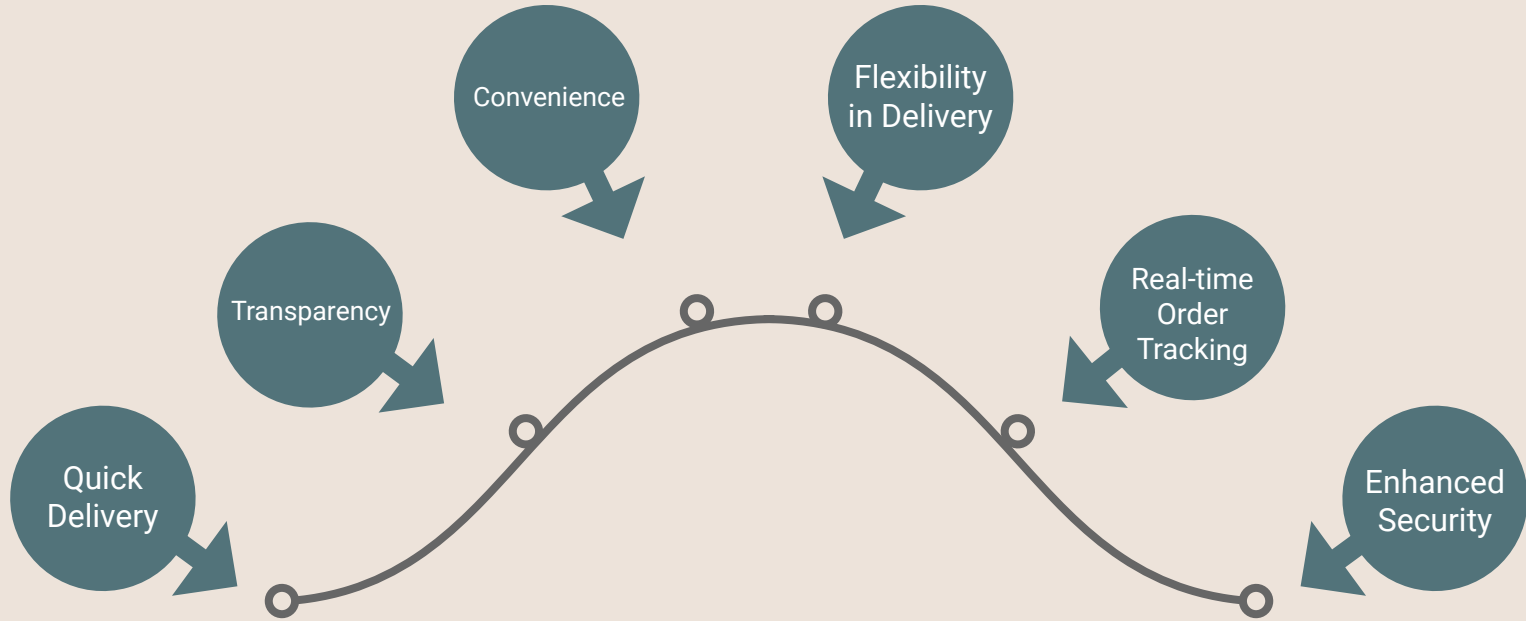 Convenience
Flexibility
in Delivery
Transparency
Real-time
Order
Tracking
Quick
Delivery
Enhanced
Security